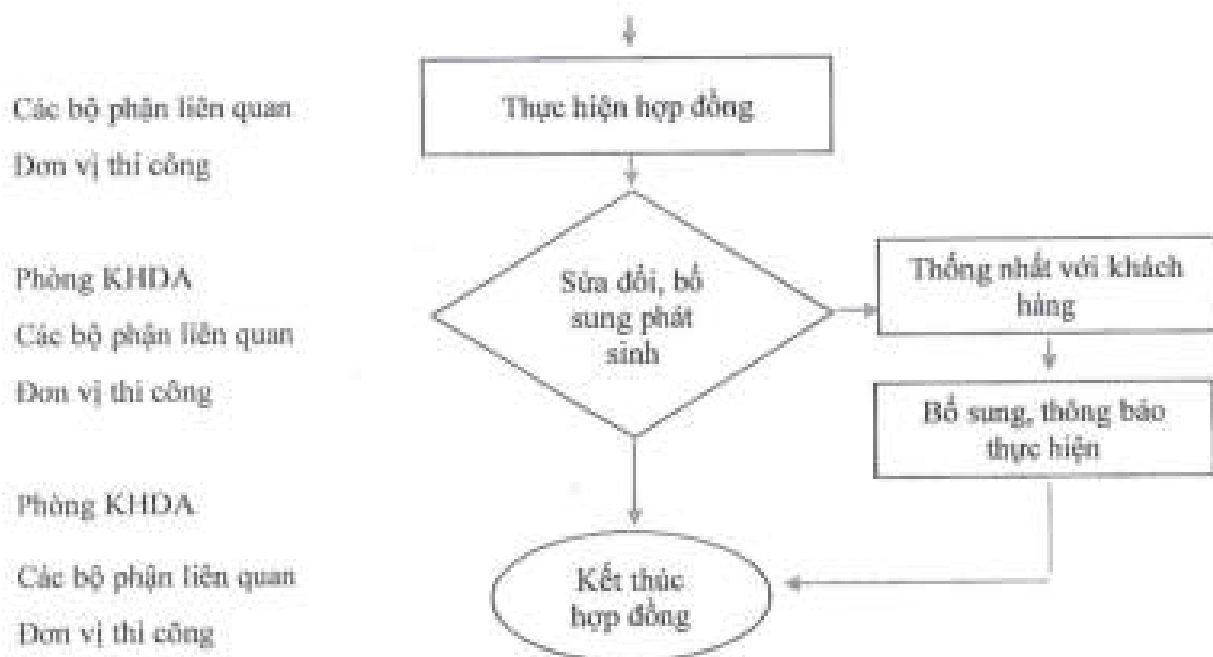 Các bộ phận liên quan
Đơn vị thi công
Thực hiện hợp đồng
Phòng KHDA
Các bộ phận liên quan
Đơn vị thi công
Sửa đổi, bổ
sung phát
sinh
Thống nhất với khách
hàng
Bổ sung, thông báo
thực hiện
Phòng KHDA
Các bộ phận liên quan
Đơn vị thi công
Kết thúc
hợp đồng